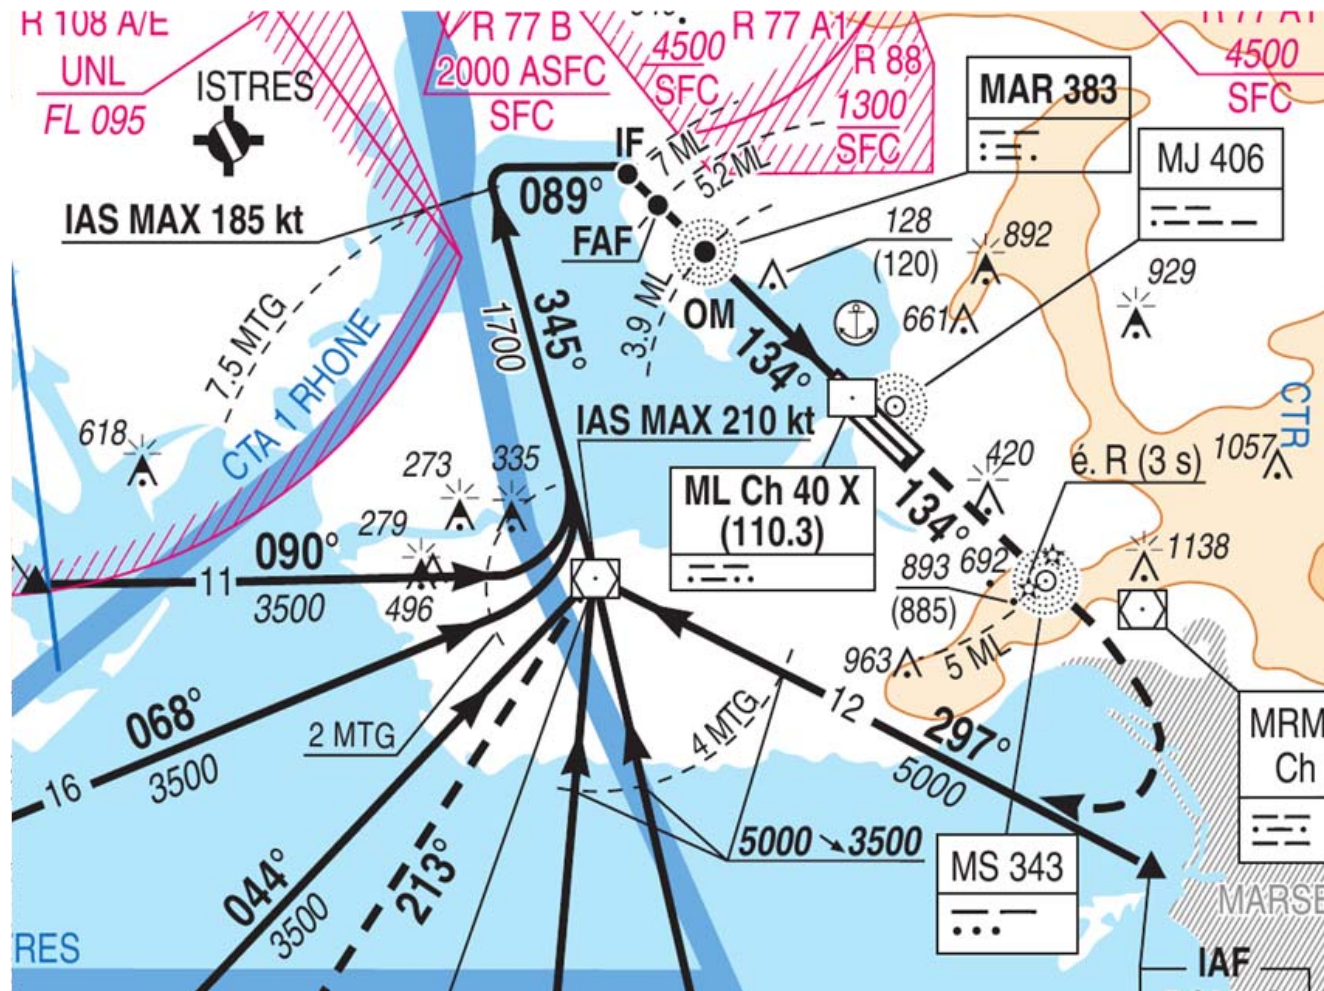 R 108 A/E
UNL
FL 095
ISTRES
R 77 B
2000 ASFC
SFC
4500
SFC
R 77 A1
R 88
1300
SFC
4500
SFC
MAR 383
MJ 406
IF
7 ML
5.2 ML
089°
IAS MAX 185 kt
FAF
128
(120)
892
929
661
OM
3.9 ML
7.5 MTG
345°
1700
134°
CTA 1 RHONE
CTR
618
273
335
IAS MAX 210 kt
420
é. R (3 s)
1057
ML Ch 40 X
(110.3)
134°
279
090°
11
3500
496
893
(885)
692
1138
963
5 ML
068°
16
3500
2 MTG
4 MTG
12
297°
5000
MRM
Ch
044°
3500
213°
5000 ↘ 3500
MS 343
MARSE
RES
IAF